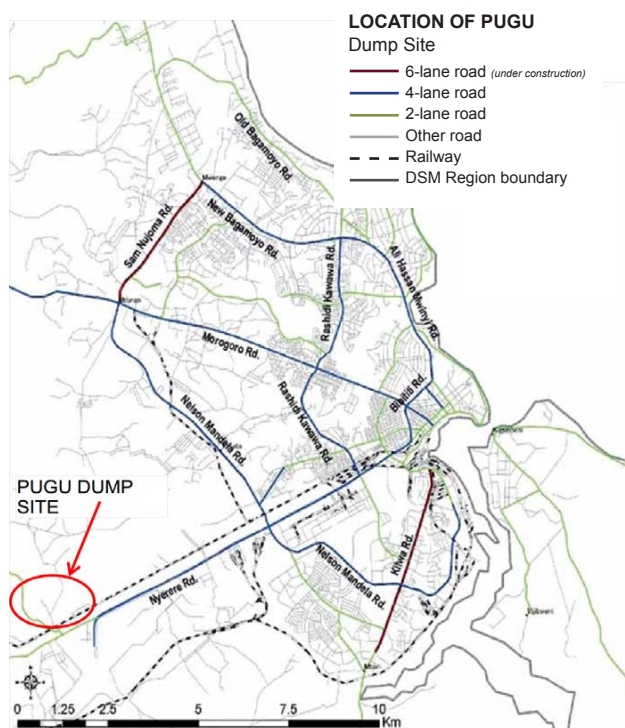 LOCATION OF PUGU
Dump Site
6-lane road (under construction)
4-lane road
2-lane road
Other road
Railway
DSM Region boundary
Old Bagamoyo Rd.
Mwenge
New Bagamoyo Rd.
Sam Nujoma Rd.
Ali Hassan Mwinyi Rd.
Rashidi Kawawa Rd.
Ubungo
Morogoro Rd.
Bibititi Rd.
Rashidi Kawawa Rd.
Nelson Mandela Rd.
PUGU DUMP
SITE
Nyerere Rd.
Nelson Mandela Rd.
Kilwa Rd.
0 1.25 2.5 5 7.5 10
Km